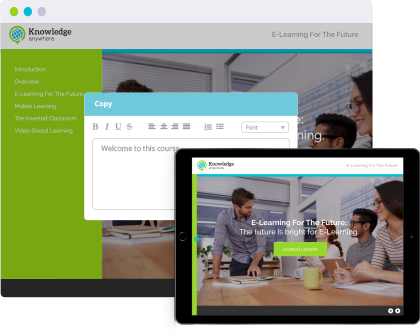 Knowledge
anywhere
E-Learning For The Future
Introduction
Overview
E-Learning For The Future
Mobile Learning
The Inverted Classroom
Video-Based Learning
e:
ning.
Copy
B I U S
Font
Welcome to this course
Knowledge
anywhere
E-Learning For The Future
E-Learning For The Future:
The future is bright for E-Learning
LAUNCH LESSON